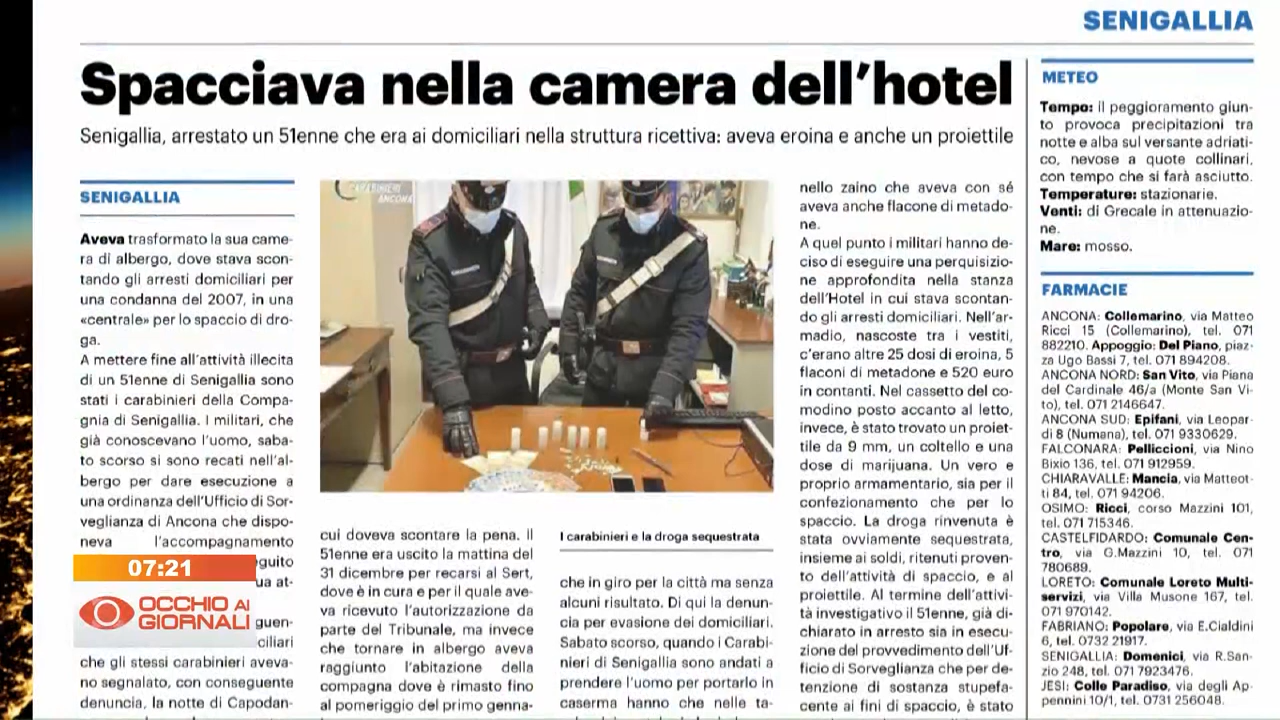 SENIGALLIA
Spacciava nella camera dell'hotel
Senigallia, arrestato un 51enne che era ai domiciliari nella struttura ricettiva: aveva eroina e anche un proiettile
SENIGALLIA
Aveva trasformato la sua came-
ra di albergo, dove stava scon-
tando gli arresti domiciliari per
una condanna del 2007, in una
«centrale» per lo spaccio di dro-
ga.
A mettere fine all'attività illecita
di un 51enne di Senigallia sono
stati i carabinieri della Compa-
gnia di Senigallia. I militari, che
già conoscevano l'uomo, saba-
to scorso si sono recati nell'al-
bergo per dare esecuzione a
una ordinanza dell'Ufficio di Sor-
veglianza di Ancona che dispo-
neva l'accompagnamento
che gli stessi carabinieri aveva-
no segnalato, con conseguente
denuncia, la notte di Capodan-
07:21
OCCHIO AI
GIORNALI
CARABINIERI
ANCONA
cui doveva scontare la pena. Il
51enne era uscito la mattina del
31 dicembre per recarsi al Sert,
dove è in cura e per il quale ave-
va ricevuto l'autorizzazione da
parte del Tribunale, ma invece
che tornare in albergo aveva
raggiunto l'abitazione della
compagna dove è rimasto fino
al pomeriggio del primo genna-
I carabinieri e la droga sequestrata
che in giro per la città ma senza
alcuni risultato. Di qui la denun-
cia per evasione dei domiciliari.
Sabato scorso, quando i Carabi-
nieri di Senigallia sono andati a
prendere l'uomo per portarlo in
caserma hanno che nelle ta-
nello zaino che aveva con sé
aveva anche flacone di metado-
ne.
A quel punto i militari hanno de-
ciso di eseguire una perquisizio-
ne approfondita nella stanza
dell'Hotel in cui stava scontan-
do gli arresti domiciliari. Nell'ar-
madio, nascoste tra i vestiti,
c'erano altre 25 dosi di eroina, 5
flaconi di metadone e 520 euro
in contanti. Nel cassetto del co-
modino posto accanto al letto,
invece, è stato trovato un proiet-
tile da 9 mm, un coltello e una
dose di marijuana. Un vero e
proprio armamentario, sia per il
confezionamento che per lo
spaccio. La droga rinvenuta è
stata ovviamente sequestrata,
insieme ai soldi, ritenuti proven-
to dell'attività di spaccio, e al
proiettile. Al termine dell'attivi-
tà investigativo il 51enne, già di-
chiarato in arresto sia in esecu-
zione del provvedimento dell'Uf-
ficio di Sorveglianza che per de-
tenzione di sostanza stupefa-
cente ai fini di spaccio, è stato
METEO
Tempo: il peggioramento giun-
to provoca precipitazioni tra
notte e alba sul versante adriati-
co, nevose a quote collinari,
con tempo che si farà asciutto.
Temperature: stazionarie.
Venti: di Grecale in attenuazio-
ne.
Mare: mosso.
FARMACIE
ANCONA: Collemarino, via Matteo
Ricci 15 (Collemarino), tel. 071
882210. Appoggio: Del Piano, piaz-
za Ugo Bassi 7, tel. 071 894208.
ANCONA NORD: San Vito, via Piana
del Cardinale 46/a (Monte San Vi-
to), tel. 071 2146647.
ANCONA SUD: Epifani, via Leopar-
di 8 (Numana), tel. 071 9330629.
FALCONARA: Pelliccioni, via Nino
Bixio 136, tel. 071 912959.
CHIARAVALLE: Mancia, via Matteot-
ti 84, tel. 071 94206.
OSIMO: Ricci, corso Mazzini 101,
tel. 071 715346.
CASTELFIDARDO: Comunale Cen-
tro, via G.Mazzini 10, tel. 071
780689.
LORETO: Comunale Loreto Multi-
servizi, via Villa Musone 167, tel.
071 970142.
FABRIANO: Popolare, via E.Cialdini
6, tel. 0732 21917.
SENIGALLIA: Domenici, via R.San-
zio 248, tel. 071 7923476.
JESI: Colle Paradiso, via degli Ap-
pennini 10/1, tel. 0731 256048.